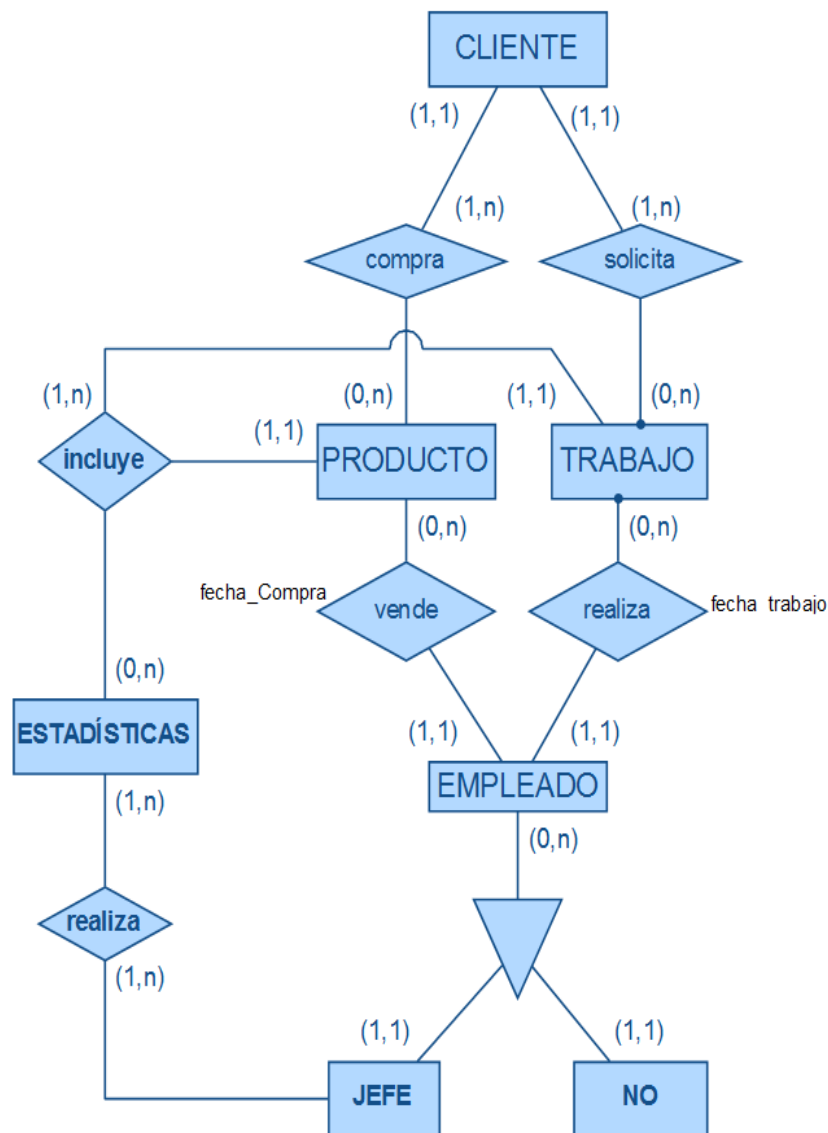 CLIENTE
(1,1) (1,1)
(1,n) (1,n)
compra solicita
(1,n) (0,n) (1,1) (0,n)
(1,1)
incluye PRODUCTO TRABAJO
(0,n) (0,n)
fecha_Compra vende realiza fecha_trabajo
(0,n)
ESTADÍSTICAS (1,1) (1,1)
EMPLEADO
(1,n) (0,n)
realiza
(1,n)
(1,1) (1,1)
JEFE NO